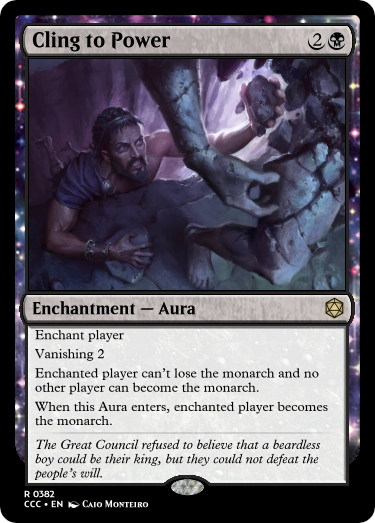 Cling to Power 2
Enchantment — Aura
Enchant player
Vanishing 2
Enchanted player can't lose the monarch and no
other player can become the monarch.
When this Aura enters, enchanted player becomes
the monarch.
The Great Council refused to believe that a beardless
boy could be their king, but they could not defeat the
people's will.
R 0382
CCC • EN Caio Monteiro